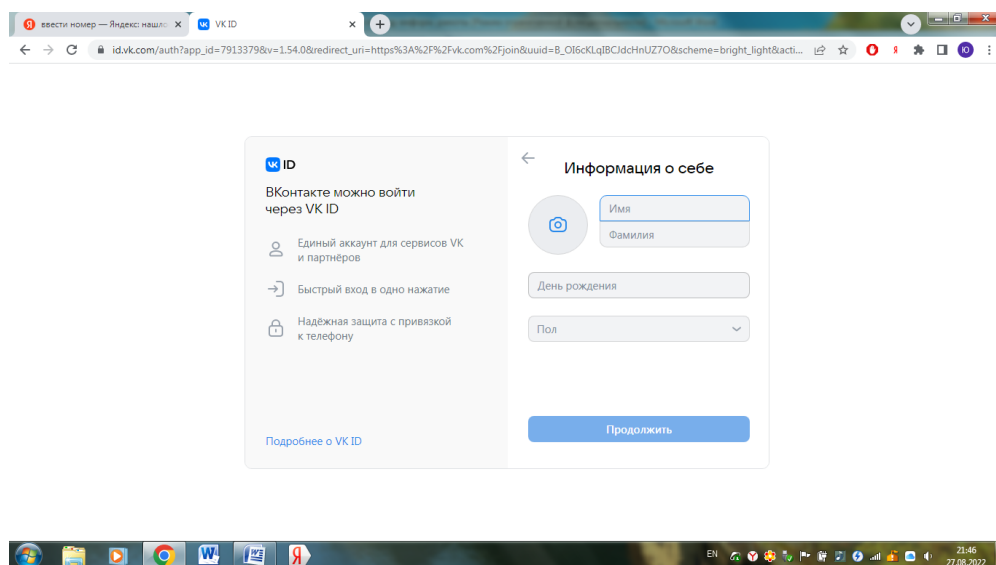 ввести номер — Яндекс: нашло
VK ID
id.vk.com/auth?app_id=7913379&v=1.54.0&redirect_uri=https%3A%2F%2Fvk.com%2Fjoin&uuid=B_OI6cKLqIBCJdcHnUZ7O&scheme=bright_light&acti...
Ю
VK ID
ВКонтакте можно войти
через VK ID
Единый аккаунт для сервисов VK
и партнёров
Быстрый вход в одно нажатие
Надёжная защита с привязкой
к телефону
Подробнее о VK ID
Информация о себе
Имя
Фамилия
День рождения
Пол
Продолжить
EN
21:46
27.08.2022